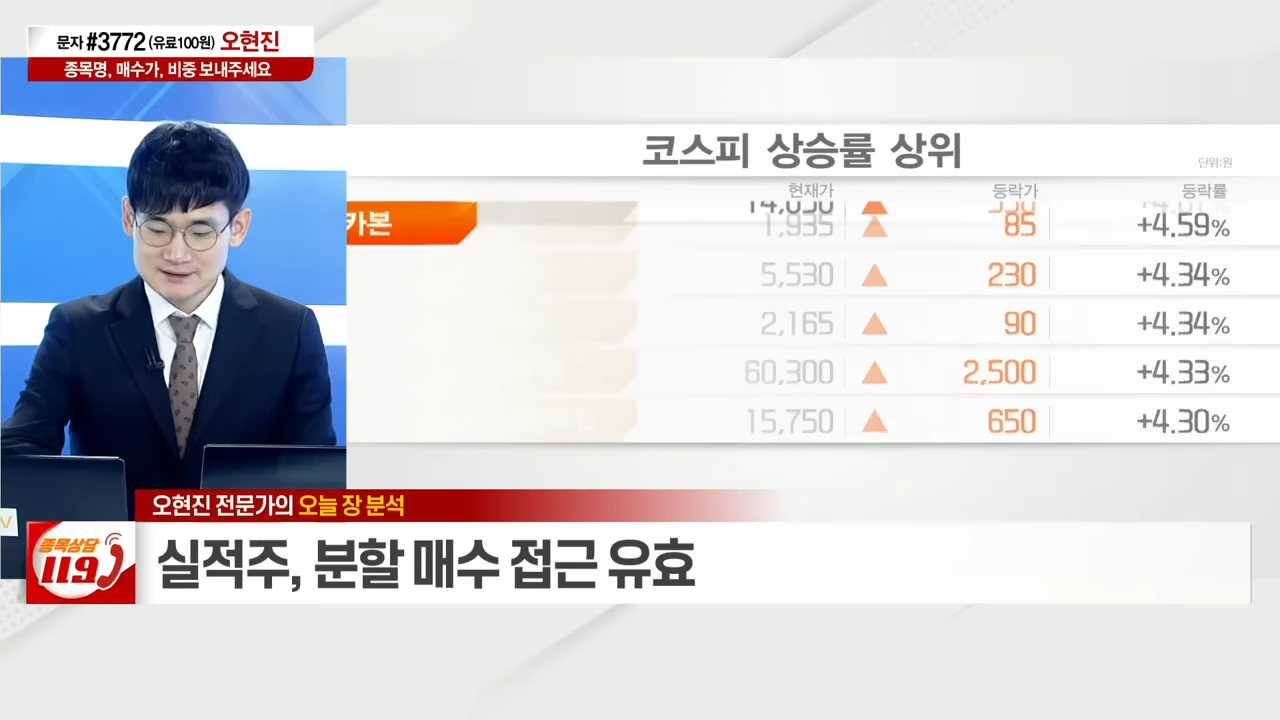 문자 #3772 (유료100원) 오현진
종목명, 매수가, 비중 보내주세요
코스피 상승률 상위
단위:원
현재가 등락가 등락률
카본
1,935 ▲ 85 +4.59%
5,530 ▲ 230 +4.34%
2,165 ▲ 90 +4.34%
60,300 ▲ 2,500 +4.33%
15,750 ▲ 650 +4.30%
오현진 전문가의 오늘 장 분석
종목상담
119
실적주, 분할 매수 접근 유효